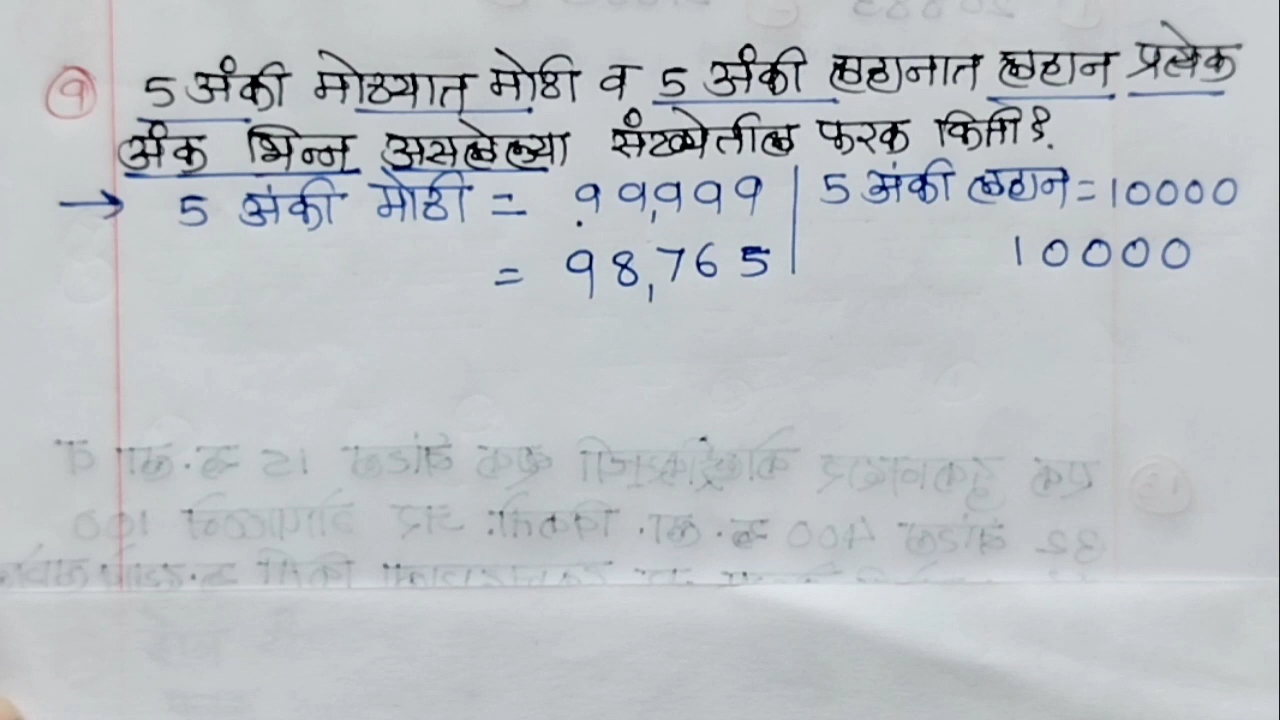 9 5 अंकी मोठ्यात मोठी व 5 अंकी लहानात लहान प्रत्येक
अंक भिन्न असलेल्या संख्येतील फरक किती?
→ 5 अंकी मोठी = 99,999 | 5 अंकी लहान = 10000
= 98,765 10000